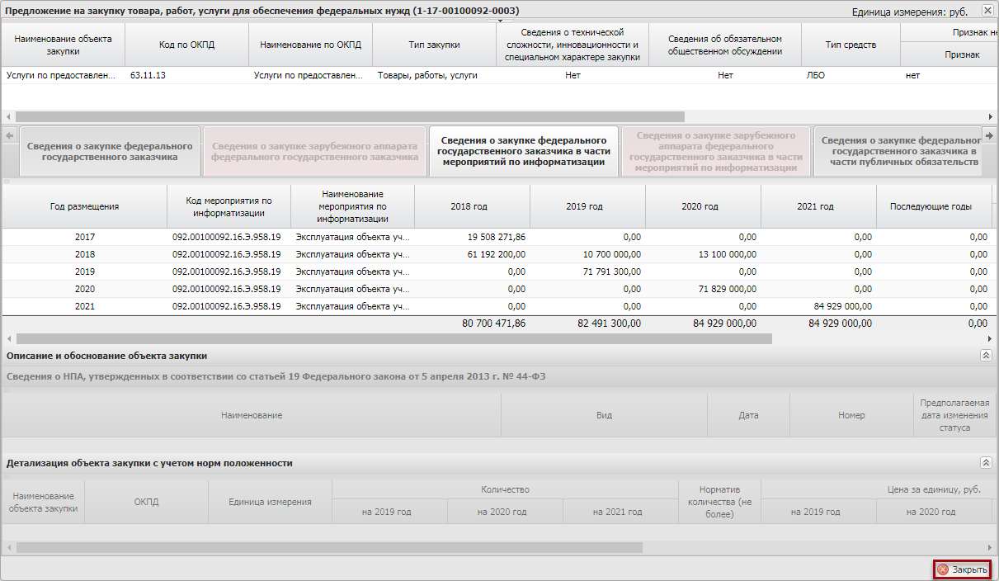 Предложение на закупку товара, работ, услуги для обеспечения федеральных нужд (1-17-00100092-0003)
Единица измерения: руб.
Наименование объекта закупки
Код по ОКПД
Наименование по ОКПД
Тип закупки
Сведения о технической сложности, инновационности и специальном характере закупки
Сведения об обязательном общественном обсуждении
Тип средств
Признак не
Признак
Услуги по предоставлен... 63.11.13 Услуги по предоставлен... Товары, работы, услуги Нет Нет ЛБО нет
Сведения о закупке федерального государственного заказчика
Сведения о закупке зарубежного аппарата федерального государственного заказчика
Сведения о закупке федерального государственного заказчика в части мероприятий по информатизации
Сведения о закупке зарубежного аппарата федерального государственного заказчика в части мероприятий по информатизации
Сведения о закупке федеральног государственного заказчика в части публичных обязательств
Год размещения
Код мероприятия по информатизации
Наименование мероприятия по информатизации
2018 год
2019 год
2020 год
2021 год
Последующие годы
2017 092.00100092.16.Э.958.19 Эксплуатация объекта уч... 19 508 271,86 0,00 0,00 0,00 0,00
2018 092.00100092.16.Э.958.19 Эксплуатация объекта уч... 61 192 200,00 10 700 000,00 13 100 000,00 0,00 0,00
2019 092.00100092.16.Э.958.19 Эксплуатация объекта уч... 0,00 71 791 300,00 0,00 0,00 0,00
2020 092.00100092.16.Э.958.19 Эксплуатация объекта уч... 0,00 0,00 71 829 000,00 0,00 0,00
2021 092.00100092.16.Э.958.19 Эксплуатация объекта уч... 0,00 0,00 0,00 84 929 000,00 0,00
80 700 471,86 82 491 300,00 84 929 000,00 84 929 000,00 0,00
Описание и обоснование объекта закупки
Сведения о НПА, утвержденных в соответствии со статьей 19 Федерального закона от 5 апреля 2013 г. № 44-ФЗ
Наименование
Вид
Дата
Номер
Предполагаемая дата изменения статуса
Детализация объекта закупки с учетом норм положенности
Наименование объекта закупки
ОКПД
Единица измерения
Количество
на 2019 год
на 2020 год
на 2021 год
Норматив количества (не более)
Цена за единицу, руб.
на 2019 год
на 2020 год
Закрыть